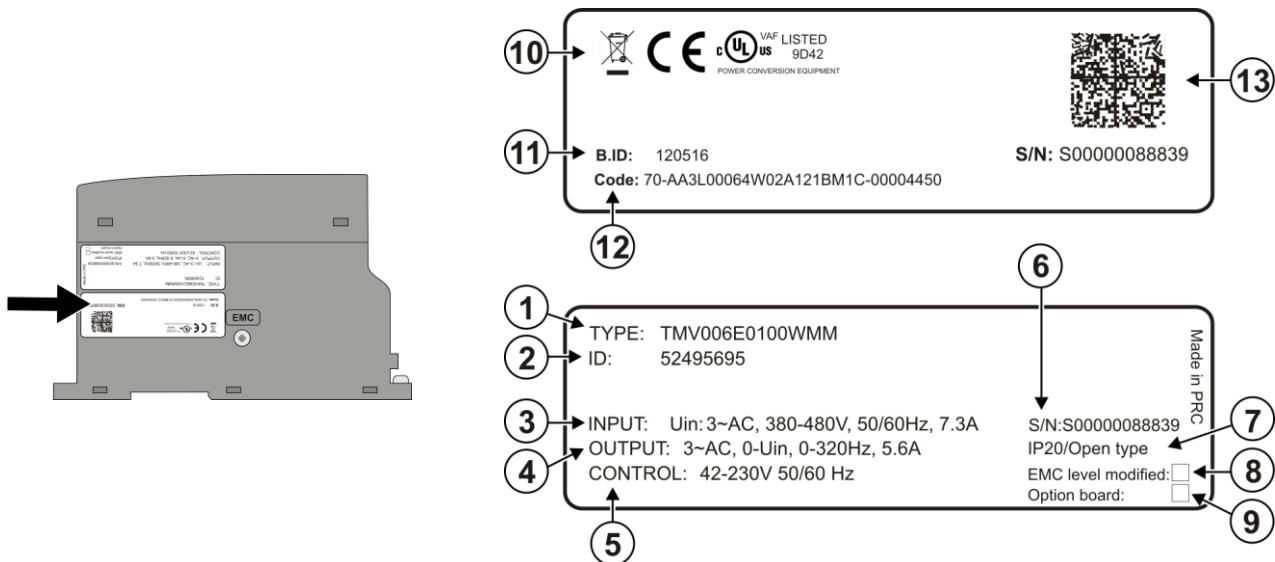 10
c UL us VAF LISTED
9D42
POWER CONVERSION EQUIPMENT
13
11
B.ID: 120516
S/N: S00000088839
Code: 70-AA3L00064W02A121BM1C-00004450
12
EMC
6
1
TYPE: TMV006E0100WMM
2
ID: 52495695
Made in PRC
3
INPUT: Uin: 3~AC, 380-480V, 50/60Hz, 7.3A
S/N:S00000088839
7
4
OUTPUT: 3~AC, 0-Uin, 0-320Hz, 5.6A
IP20/Open type
CONTROL: 42-230V 50/60 Hz
EMC level modified:
8
Option board:
9
5